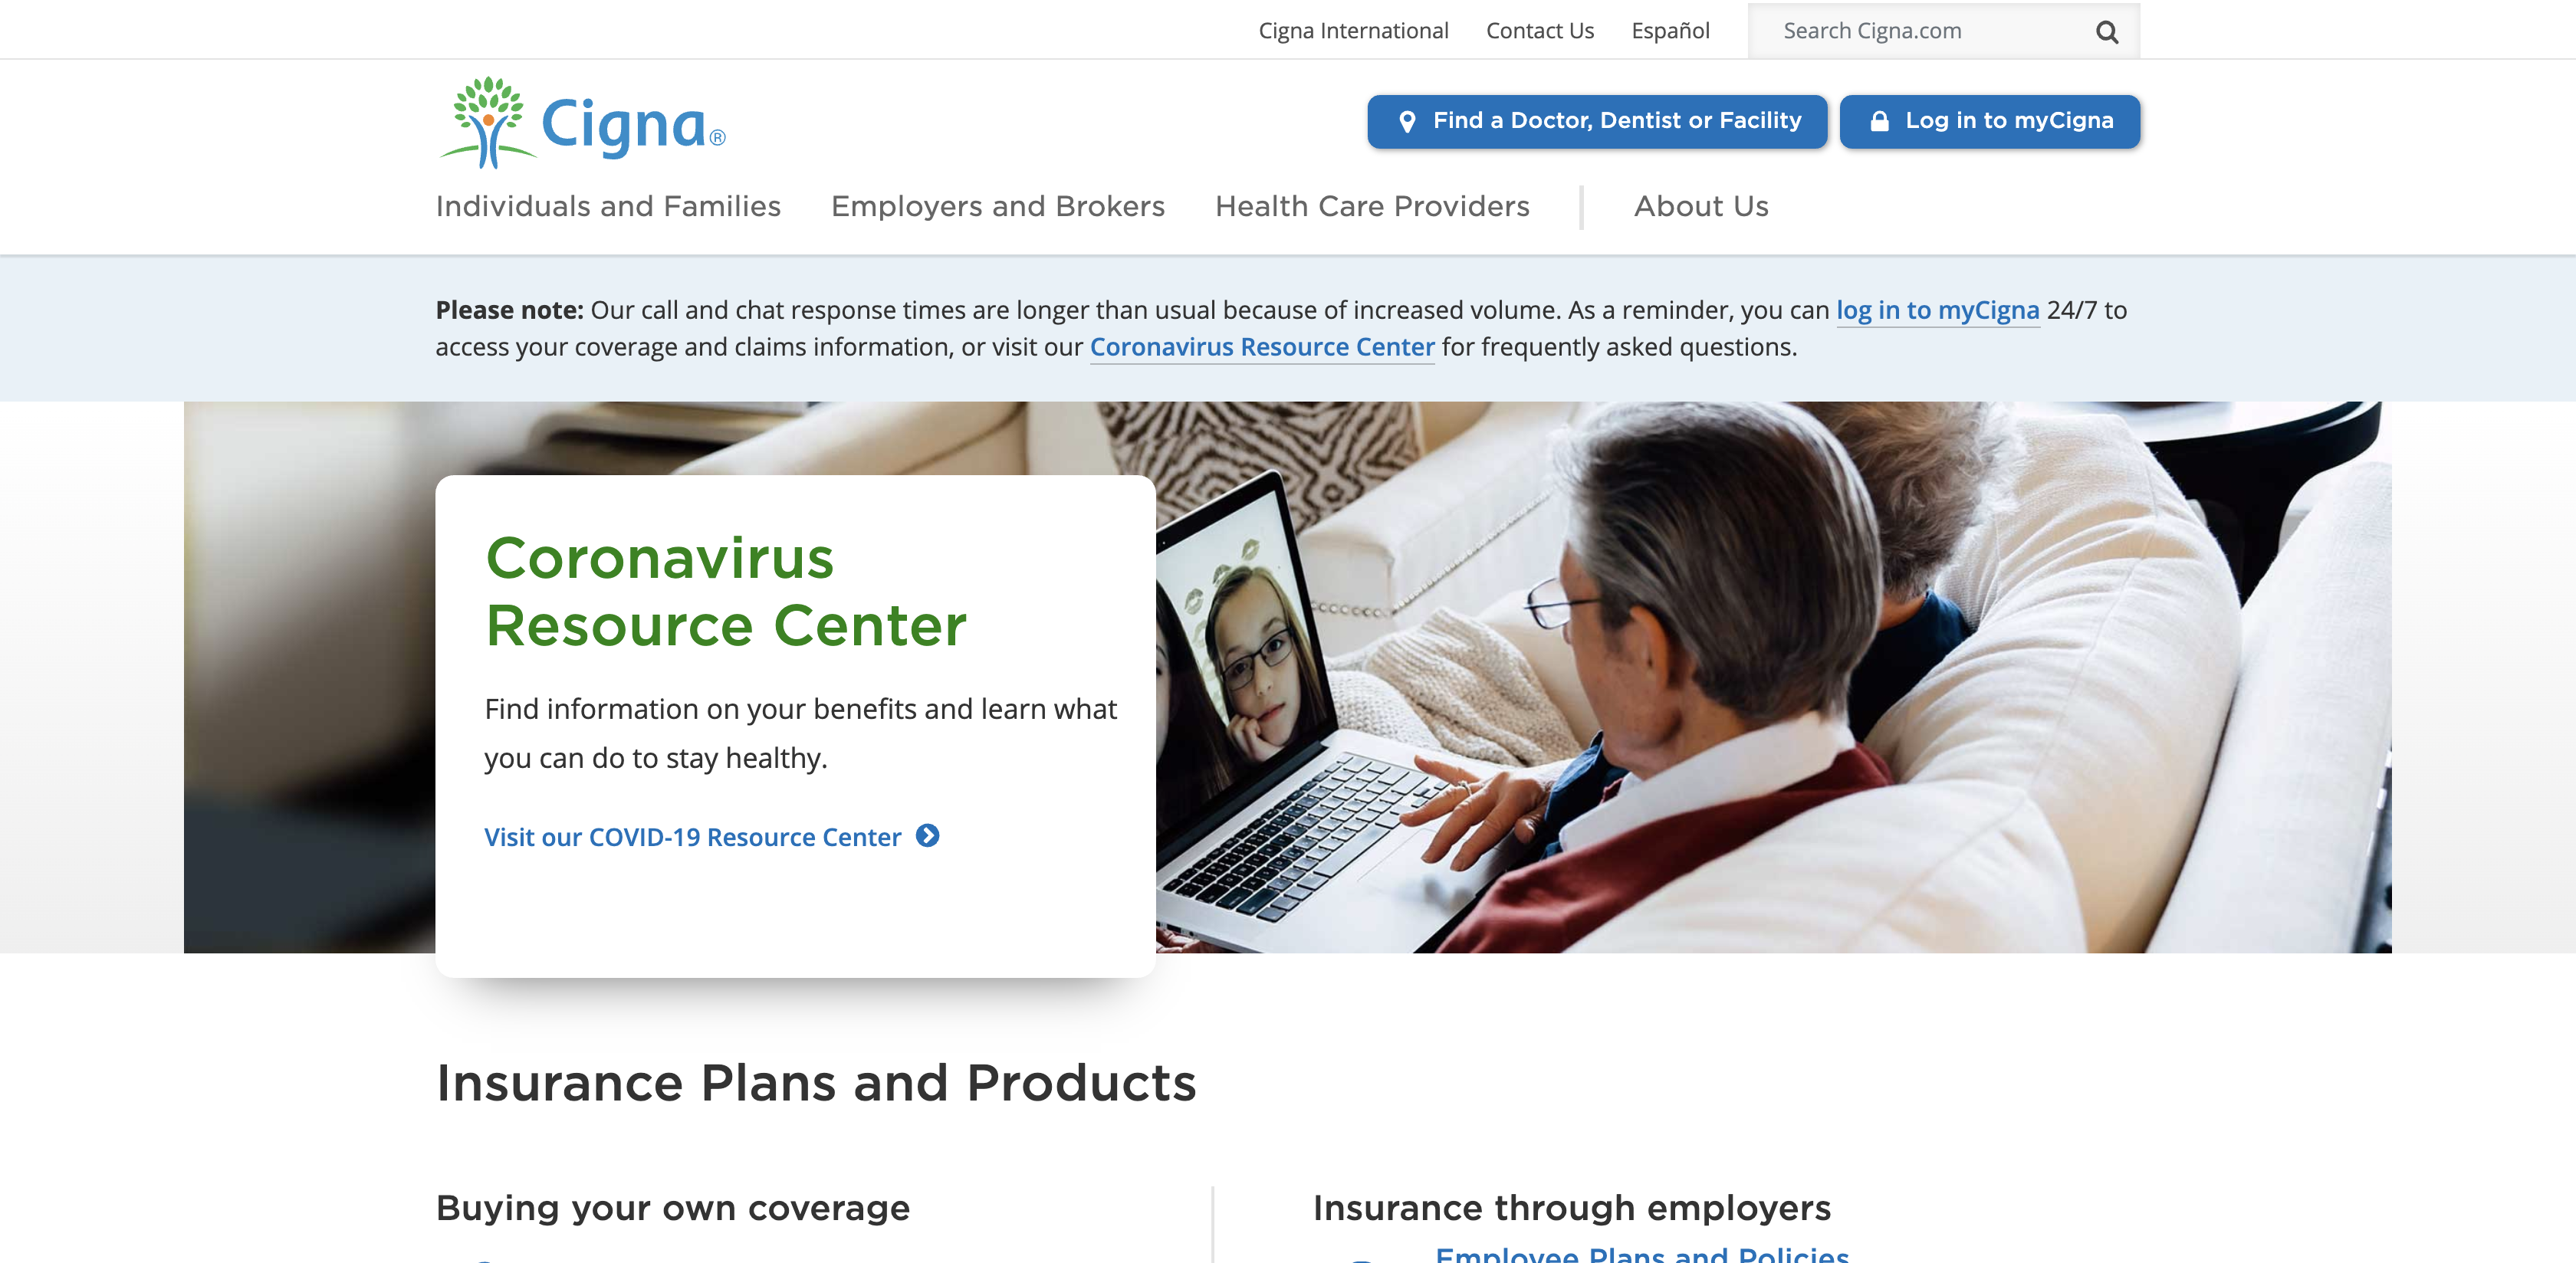 Cigna International Contact Us Español Search Cigna.com
Cigna®
Find a Doctor, Dentist or Facility Log in to myCigna
Individuals and Families Employers and Brokers Health Care Providers About Us
Please note: Our call and chat response times are longer than usual because of increased volume. As a reminder, you can log in to myCigna 24/7 to
access your coverage and claims information, or visit our Coronavirus Resource Center for frequently asked questions.
Coronavirus
Resource Center
Find information on your benefits and learn what
you can do to stay healthy.
Visit our COVID-19 Resource Center
Insurance Plans and Products
Buying your own coverage
Insurance through employers
Employee Plans and Policies